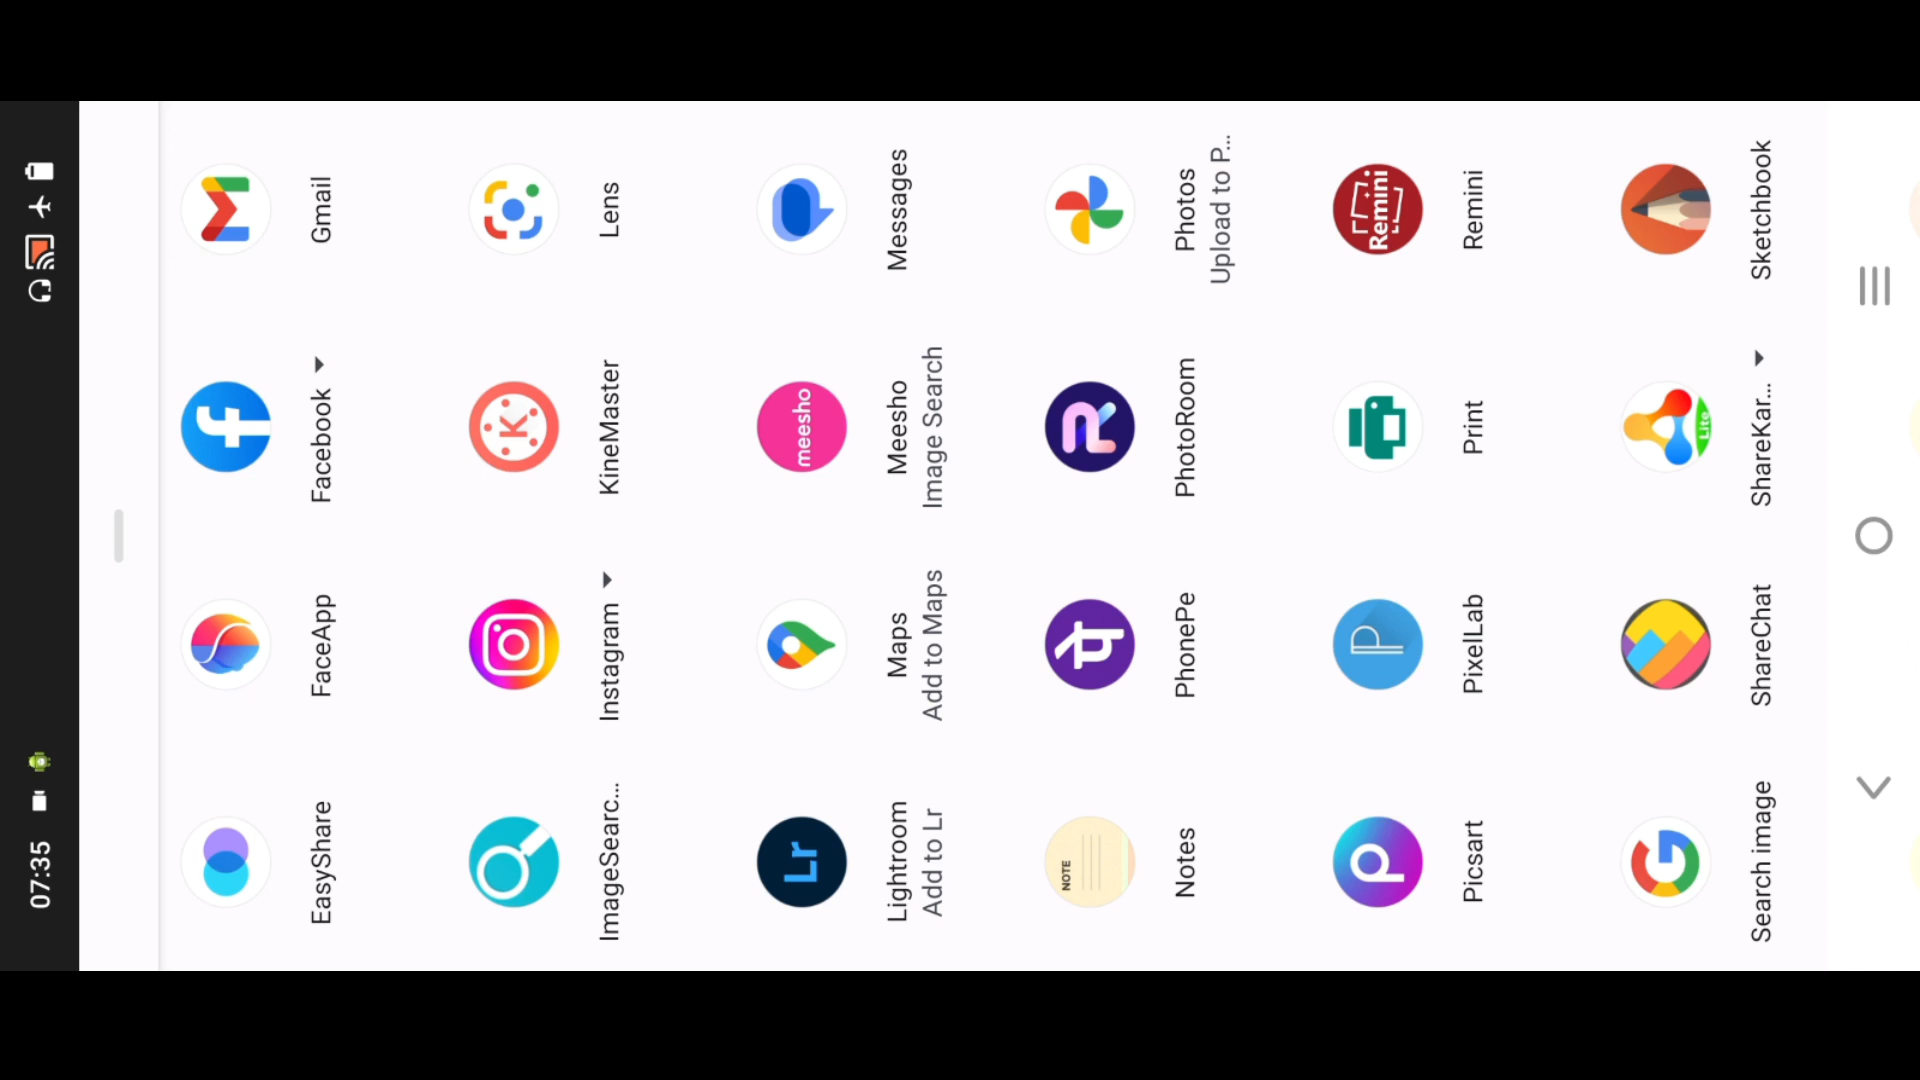 07:35
EasyShare
FaceApp
Facebook
Gmail
ImageSearc...
Instagram
KineMaster
Lens
Lr
Lightroom
Add to Lr
Maps
Add to Maps
meesho
Meesho
Image Search
Messages
NOTE
Notes
PhonePe
PhotoRoom
Photos
Upload to P...
Picsart
P
PixelLab
Print
Remini
Remini
Search image
ShareChat
Lite
ShareKar...
Sketchbook